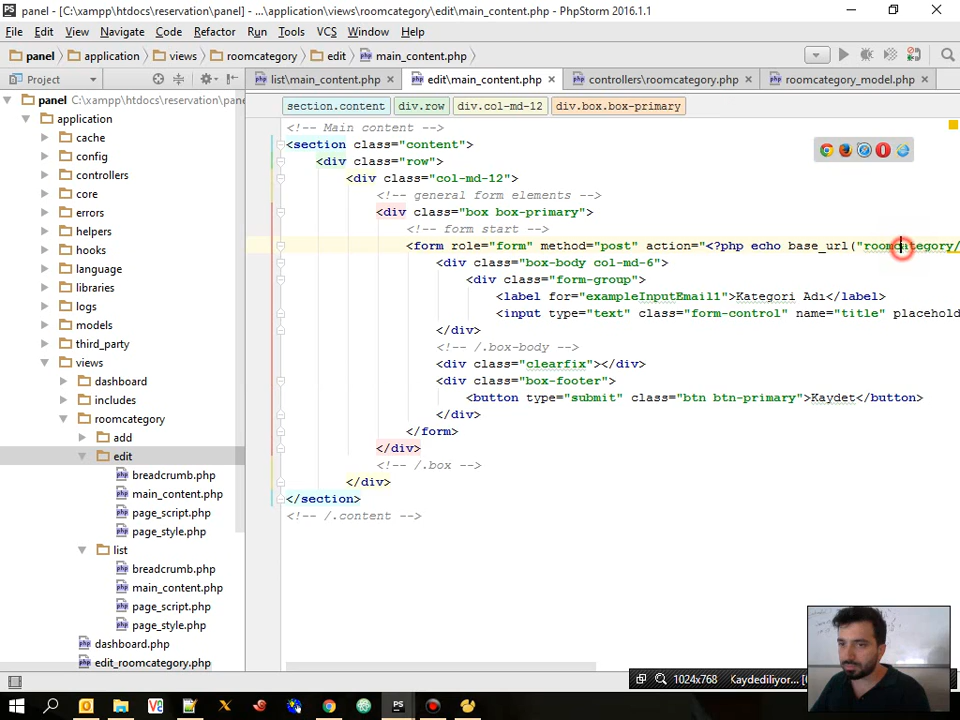 panel - [C:\xampp\htdocs\reservation\panel] - ...\application\views\roomcategory\edit\main_content.php - PhpStorm 2016.1.1
File Edit View Navigate Code Refactor Run Tools VCS Window Help
panel application views roomcategory edit main_content.php
Project list\main_content.php edit\main_content.php controllers\roomcategory.php roomcategory_model.php
panel C:\xampp\htdocs\reservation\pane
section.content div.row div.col-md-12 div.box.box-primary
application
cache
config
controllers
core
errors
helpers
hooks
language
libraries
logs
models
third_party
views
dashboard
includes
roomcategory
add
edit
breadcrumb.php
main_content.php
page_script.php
page_style.php
list
breadcrumb.php
main_content.php
page_script.php
page_style.php
dashboard.php
edit_roomcategory.php
<!-- Main content -->
<section class="content">
<div class="row">
<div class="col-md-12">
<!-- general form elements -->
<div class="box box-primary">
<!-- form start -->
<form role="form" method="post" action="<?php echo base_url("roomcategory/
<div class="box-body col-md-6">
<div class="form-group">
<label for="exampleInputEmail1">Kategori Adı</label>
<input type="text" class="form-control" name="title" placehold
</div>
<!-- /.box-body -->
<div class="clearfix"></div>
<div class="box-footer">
<button type="submit" class="btn btn-primary">Kaydet</button>
</div>
</form>
</div>
<!-- /.box -->
</div>
</section>
<!-- /.content -->
1024x768 Kaydediliyor...